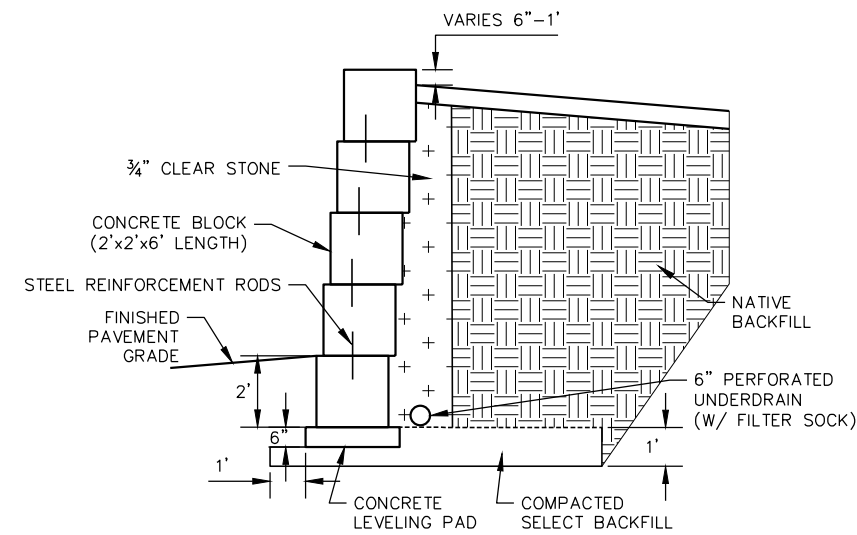 VARIES 6"-1'
¾" CLEAR STONE
CONCRETE BLOCK
(2'x2'x6' LENGTH)
STEEL REINFORCEMENT RODS
FINISHED
PAVEMENT
GRADE
2'
6"
1'
NATIVE
BACKFILL
6" PERFORATED
UNDERDRAIN
(W/ FILTER SOCK)
1'
CONCRETE
LEVELING PAD
COMPACTED
SELECT BACKFILL